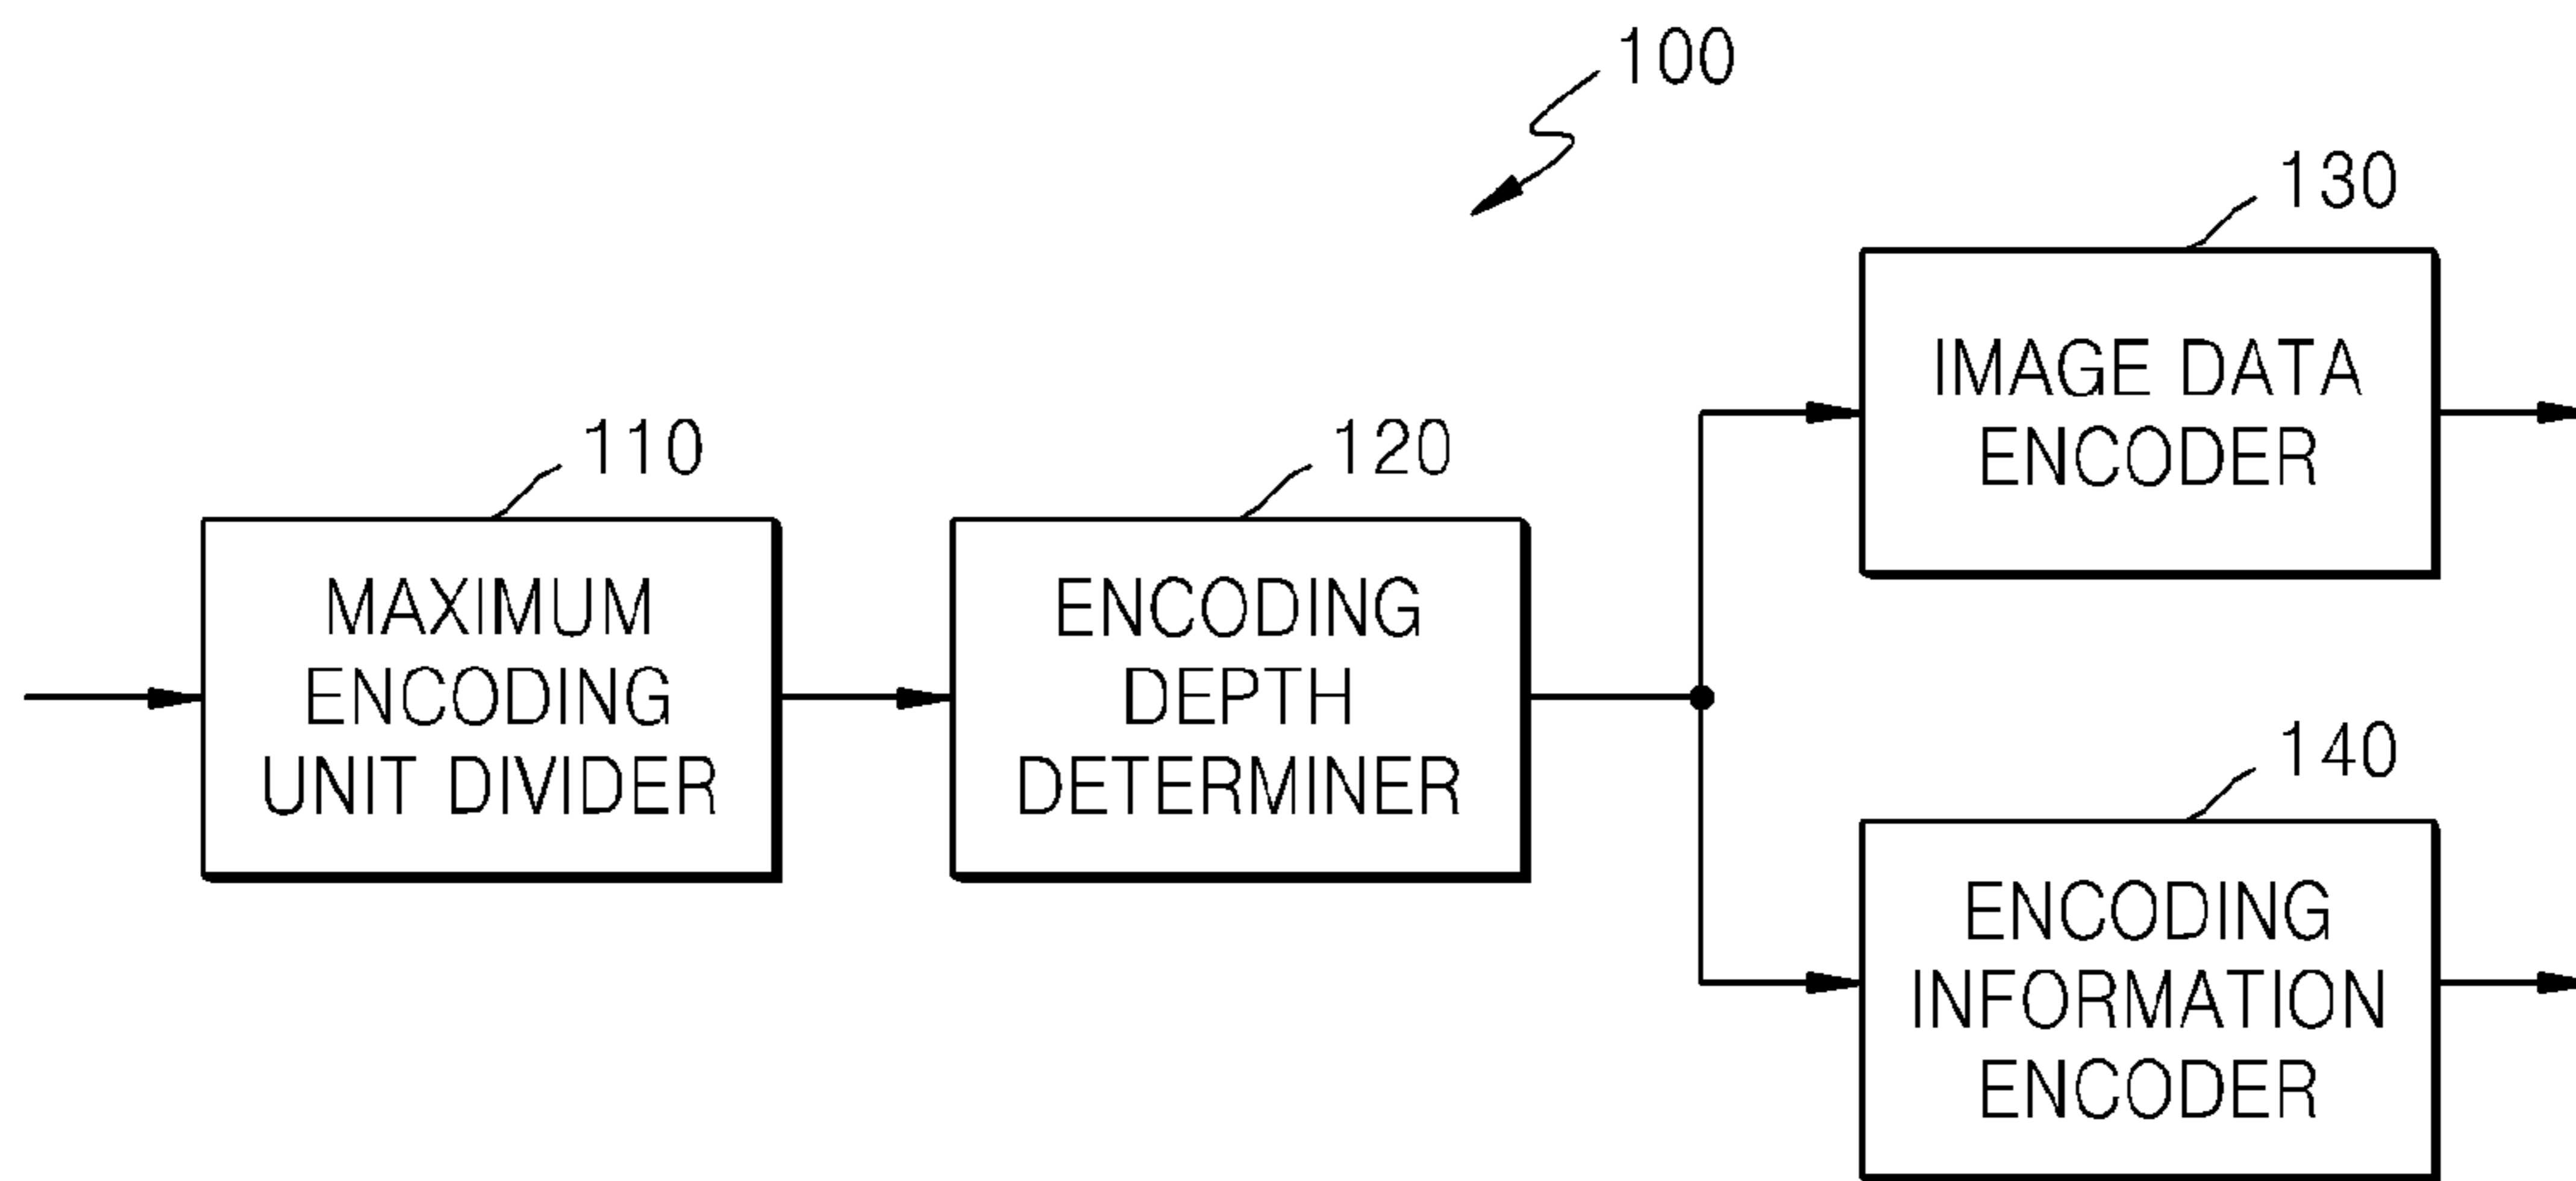 100
110
MAXIMUM
ENCODING
UNIT DIVIDER
120
ENCODING
DEPTH
DETERMINER
130
IMAGE DATA
ENCODER
140
ENCODING
INFORMATION
ENCODER